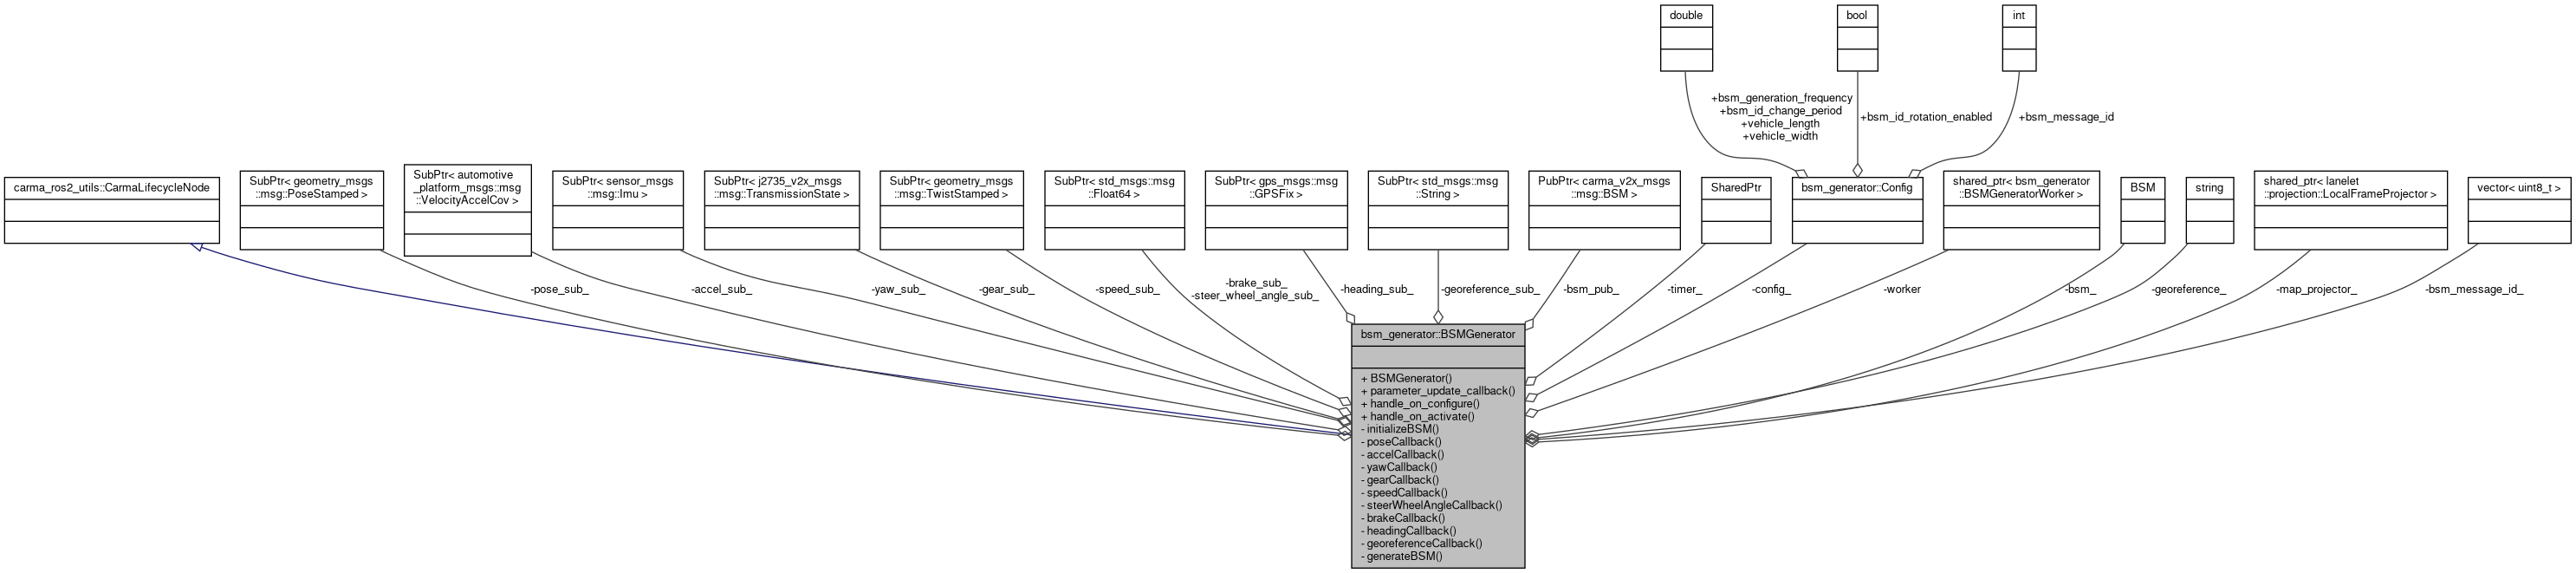 double
bool
int
+bsm_generation_frequency
+bsm_id_change_period
+vehicle_length
+vehicle_width
+bsm_id_rotation_enabled
+bsm_message_id
carma_ros2_utils::CarmaLifecycleNode
SubPtr< geometry_msgs
::msg::PoseStamped >
SubPtr< automotive
_platform_msgs::msg
::VelocityAccelCov >
SubPtr< sensor_msgs
::msg::Imu >
SubPtr< j2735_v2x_msgs
::msg::TransmissionState >
SubPtr< geometry_msgs
::msg::TwistStamped >
SubPtr< std_msgs::msg
::Float64 >
SubPtr< gps_msgs::msg
::GPSFix >
SubPtr< std_msgs::msg
::String >
PubPtr< carma_v2x_msgs
::msg::BSM >
SharedPtr
bsm_generator::Config
shared_ptr< bsm_generator
::BSMGeneratorWorker >
BSM
string
shared_ptr< lanelet
::projection::LocalFrameProjector >
vector< uint8_t >
-pose_sub_
-accel_sub_
-yaw_sub_
-gear_sub_
-speed_sub_
-brake_sub_
-steer_wheel_angle_sub_
-heading_sub_
-georeference_sub_
-bsm_pub_
-timer_
-config_
-worker
-bsm_
-georeference_
-map_projector_
-bsm_message_id_
bsm_generator::BSMGenerator
+ BSMGenerator()
+ parameter_update_callback()
+ handle_on_configure()
+ handle_on_activate()
- initializeBSM()
- poseCallback()
- accelCallback()
- yawCallback()
- gearCallback()
- speedCallback()
- steerWheelAngleCallback()
- brakeCallback()
- headingCallback()
- georeferenceCallback()
- generateBSM()